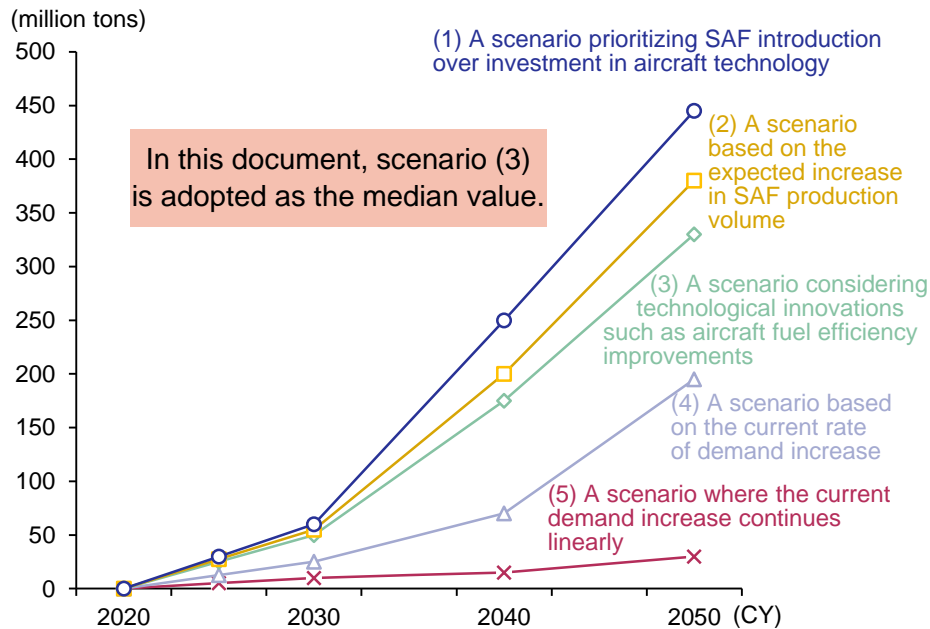 (million tons)
500
450
400
350
300
250
200
150
100
50
0
(1) A scenario prioritizing SAF introduction
over investment in aircraft technology
In this document, scenario (3)
is adopted as the median value.
(2) A scenario
based on the
expected increase
in SAF production
volume
(3) A scenario considering
technological innovations
such as aircraft fuel efficiency
improvements
(4) A scenario based
on the current rate
of demand increase
(5) A scenario where the current
demand increase continues
linearly
2020 2030 2040 2050 (CY)